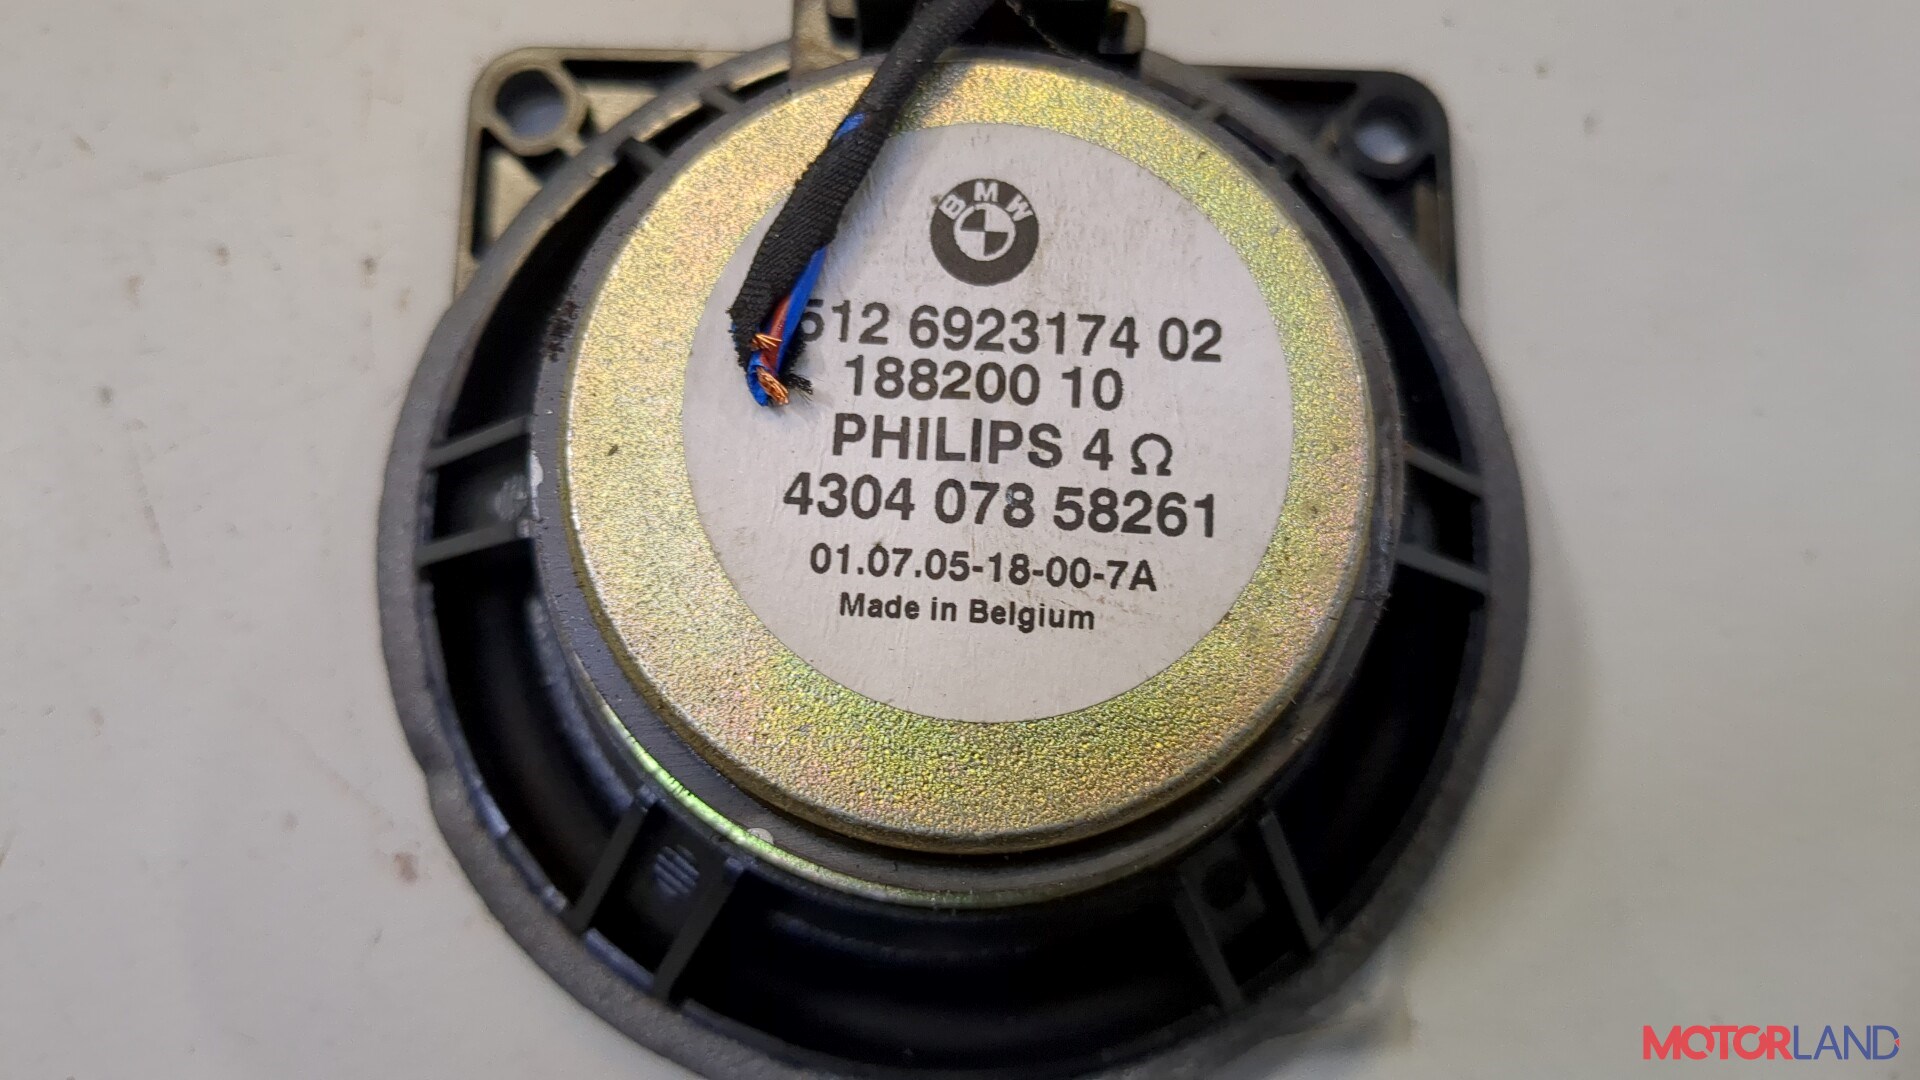 BMW
512 6923174 02
188200 10
PHILIPS 4 Ω
4304 078 58261
01.07.05-18-00-7A
Made in Belgium
MOTORLAND